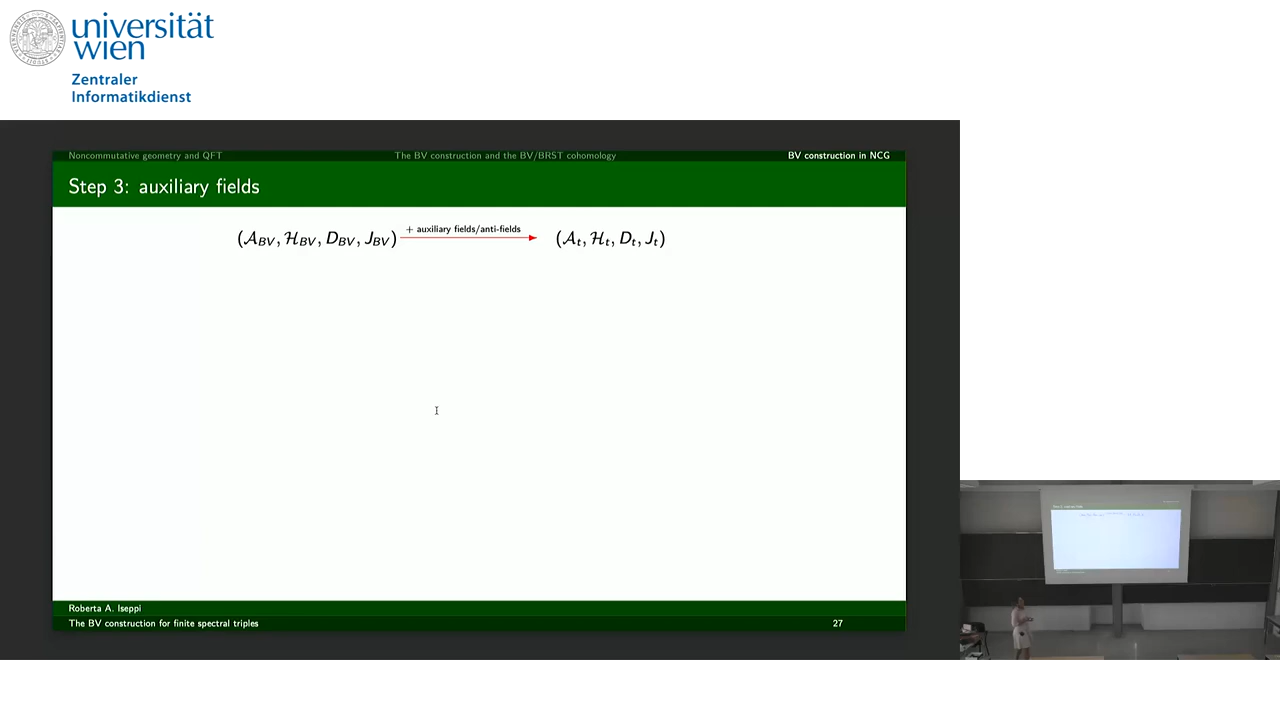 universität
wien
Zentraler
Informatikdienst
Noncommutative geometry and QFT The BV construction and the BV/BRST cohomology BV construction in NCG
Step 3: auxiliary fields
(𝒜_BV, ℋ_BV, D_BV, J_BV) + auxiliary fields/anti-fields (𝒜_t, ℋ_t, D_t, J_t)
Roberta A. Iseppi
The BV construction for finite spectral triples 27